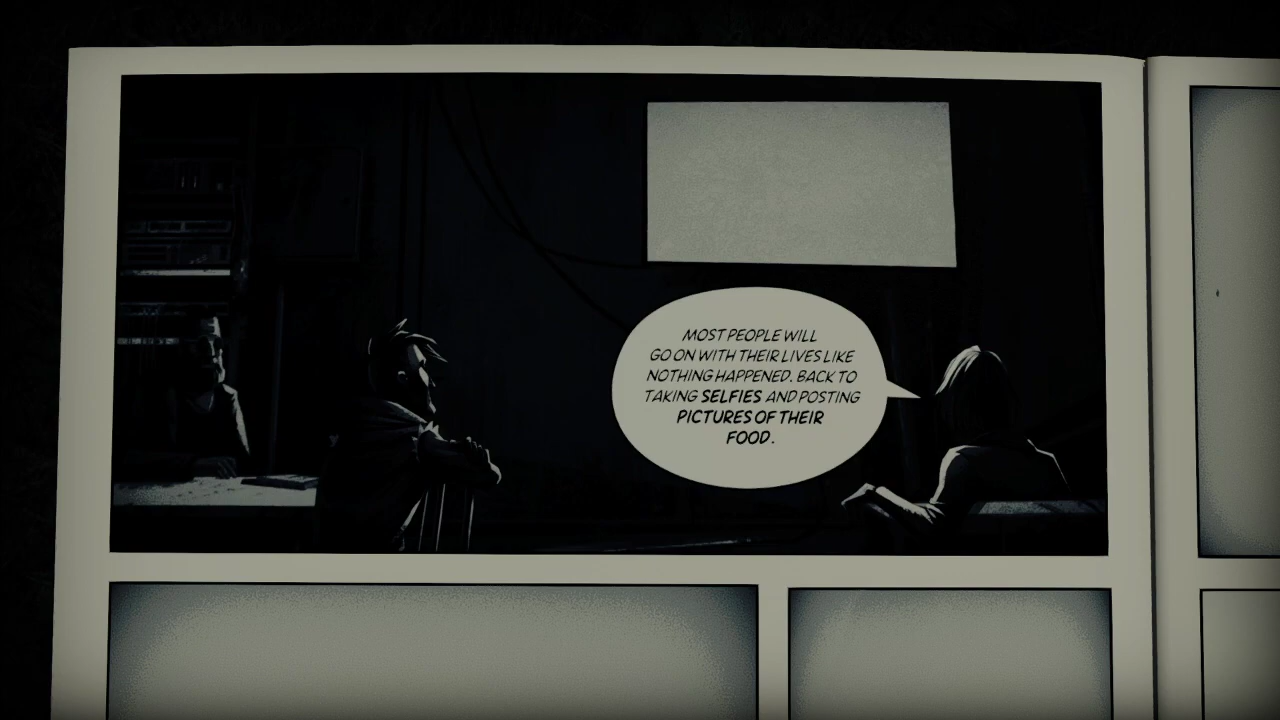 MOST PEOPLE WILL
GO ON WITH THEIR LIVES LIKE
NOTHING HAPPENED. BACK TO
TAKING SELFIES AND POSTING
PICTURES OF THEIR
FOOD.